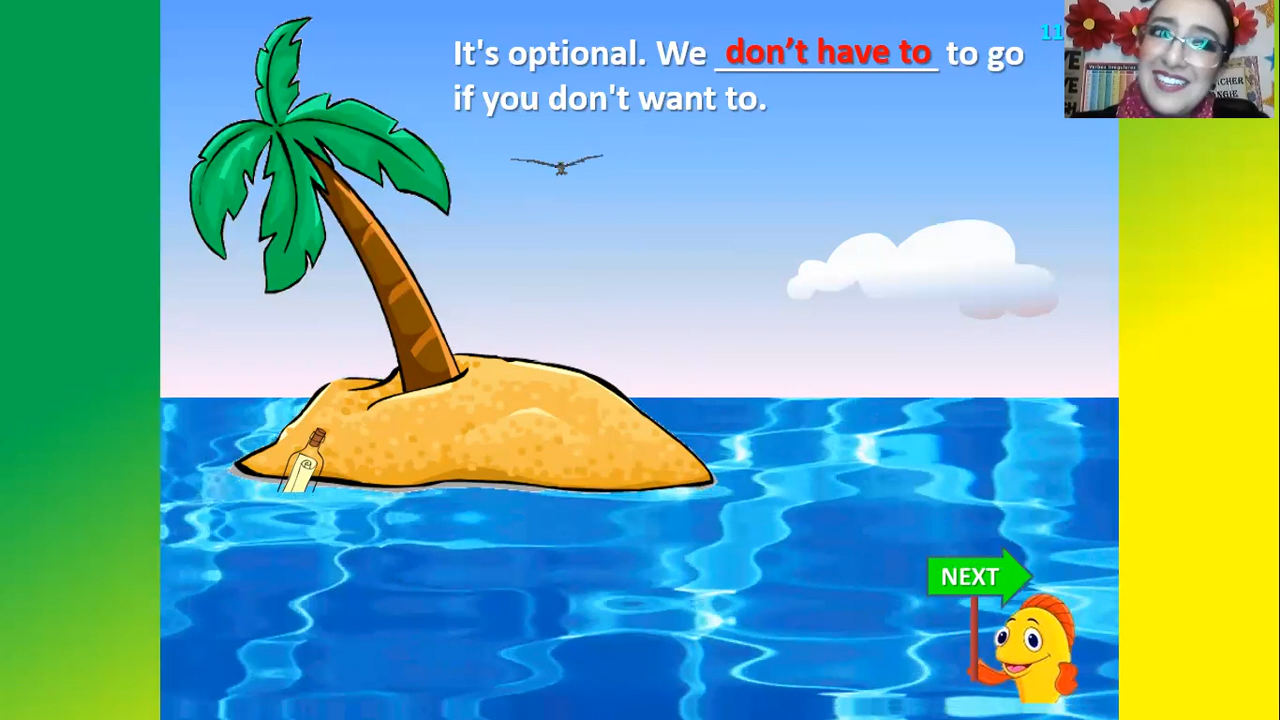 It's optional. We don’t have to to go
if you don't want to.
11
NEXT